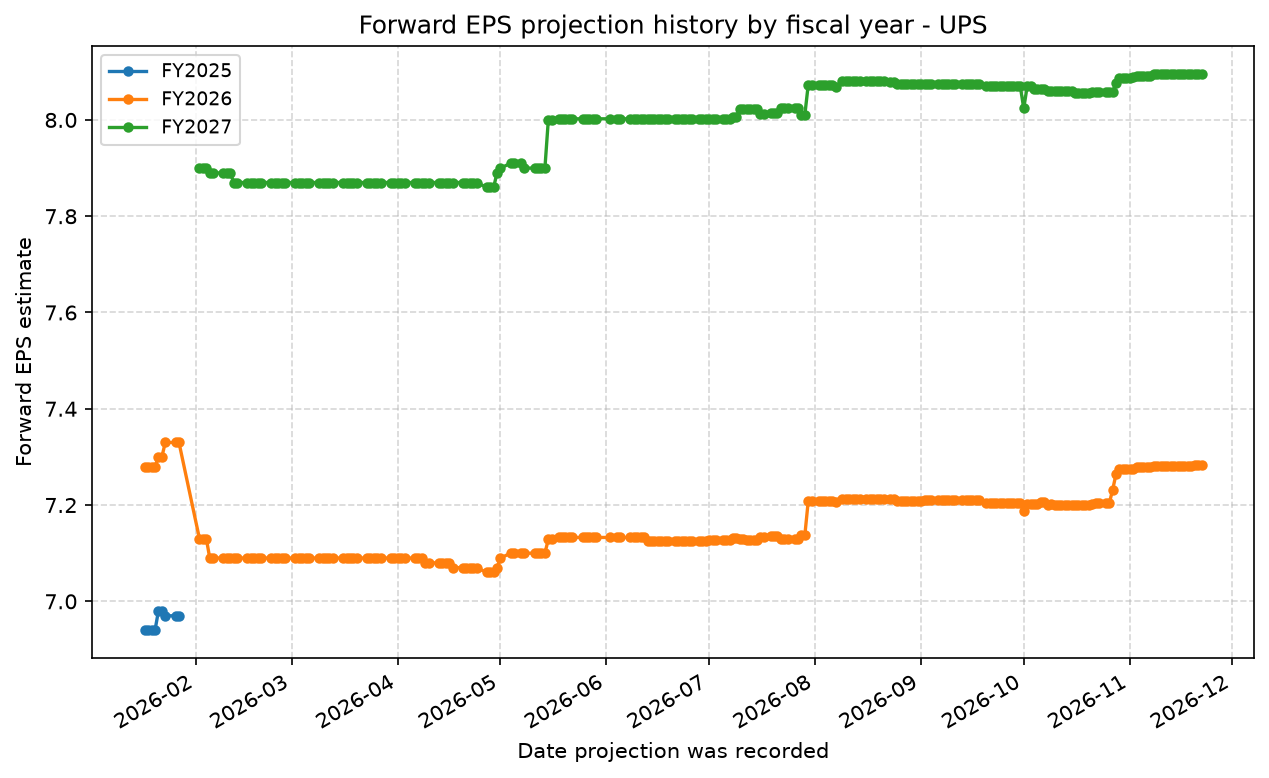 Forward EPS projection history by fiscal year - UPS
FY2025
FY2026
FY2027
Forward EPS estimate
8.0
7.8
7.6
7.4
7.2
7.0
2026-02
2026-03
2026-04
2026-05
2026-06
2026-07
2026-08
2026-09
2026-10
2026-11
2026-12
Date projection was recorded